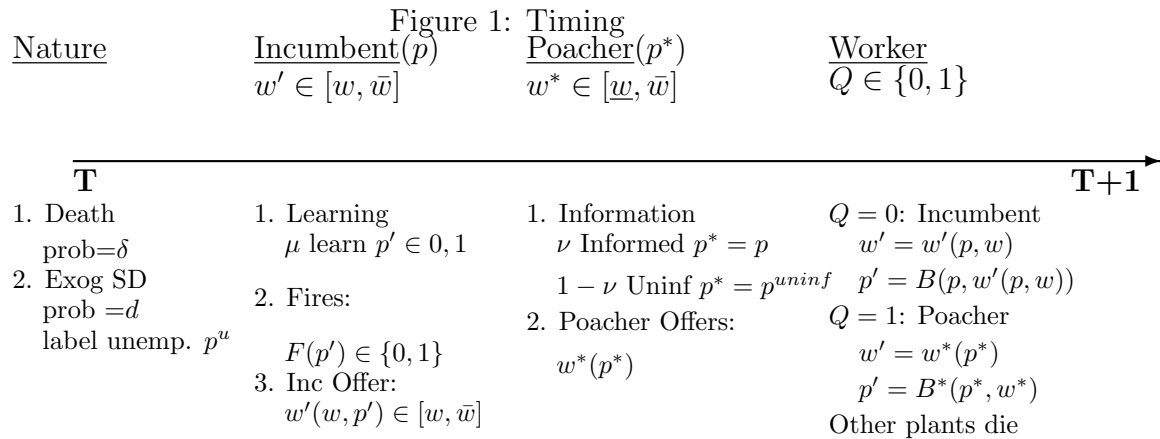 Figure 1: Timing
Nature
Incumbent(p)
w′ ∈ [w, w̄]
Poacher(p*)
w* ∈ [w̲, w̄]
Worker
Q ∈ {0, 1}
T
T+1
1. Death
prob=δ
2. Exog SD
prob =d
label unemp. pᵘ
1. Learning
μ learn p′ ∈ 0, 1
2. Fires:
F(p′) ∈ {0, 1}
3. Inc Offer:
w′(w, p′) ∈ [w, w̄]
1. Information
ν Informed p* = p
1 − ν Uninf p* = p^{uninf}
2. Poacher Offers:
w*(p*)
Q = 0: Incumbent
w′ = w′(p, w)
p′ = B(p, w′(p, w))
Q = 1: Poacher
w′ = w*(p*)
p′ = B*(p*, w*)
Other plants die